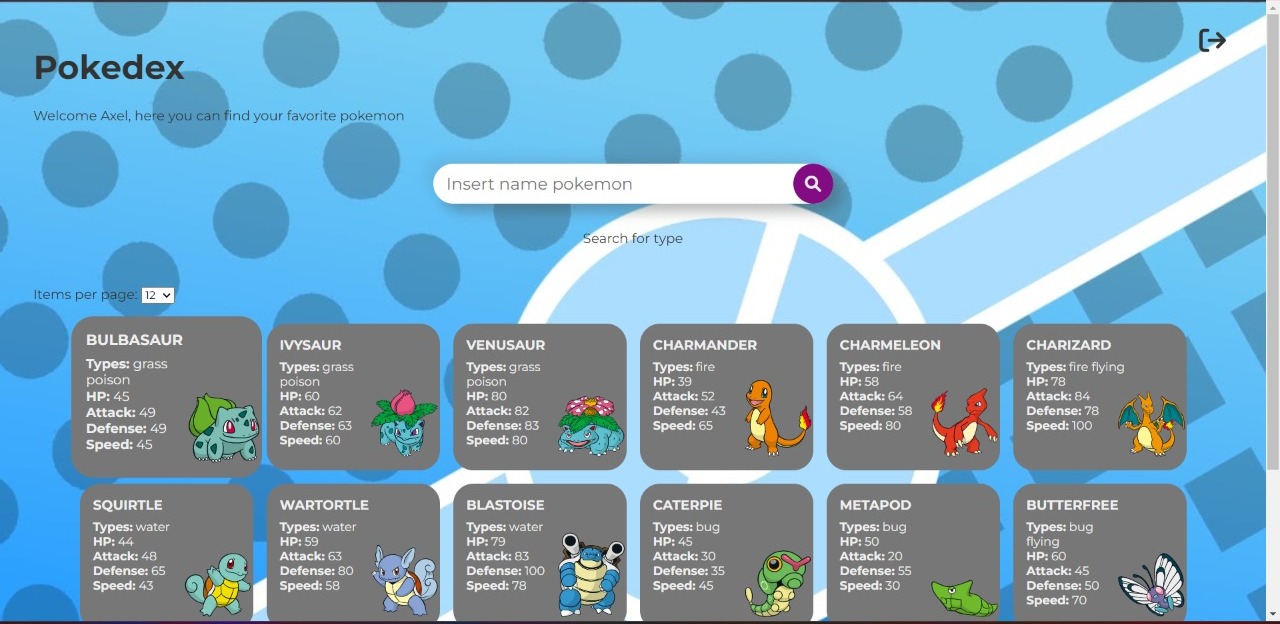 Pokedex
Welcome Axel, here you can find your favorite pokemon
Insert name pokemon
Search for type
Items per page: 12
BULBASAUR
Types: grass
poison
HP: 45
Attack: 49
Defense: 49
Speed: 45
IVYSAUR
Types: grass
poison
HP: 60
Attack: 62
Defense: 63
Speed: 60
VENUSAUR
Types: grass
poison
HP: 80
Attack: 82
Defense: 83
Speed: 80
CHARMANDER
Types: fire
HP: 39
Attack: 52
Defense: 43
Speed: 65
CHARMELEON
Types: fire
HP: 58
Attack: 64
Defense: 58
Speed: 80
CHARIZARD
Types: fire flying
HP: 78
Attack: 84
Defense: 78
Speed: 100
SQUIRTLE
Types: water
HP: 44
Attack: 48
Defense: 65
Speed: 43
WARTORTLE
Types: water
HP: 59
Attack: 63
Defense: 80
Speed: 58
BLASTOISE
Types: water
HP: 79
Attack: 83
Defense: 100
Speed: 78
CATERPIE
Types: bug
HP: 45
Attack: 30
Defense: 35
Speed: 45
METAPOD
Types: bug
HP: 50
Attack: 20
Defense: 55
Speed: 30
BUTTERFREE
Types: bug
flying
HP: 60
Attack: 45
Defense: 50
Speed: 70